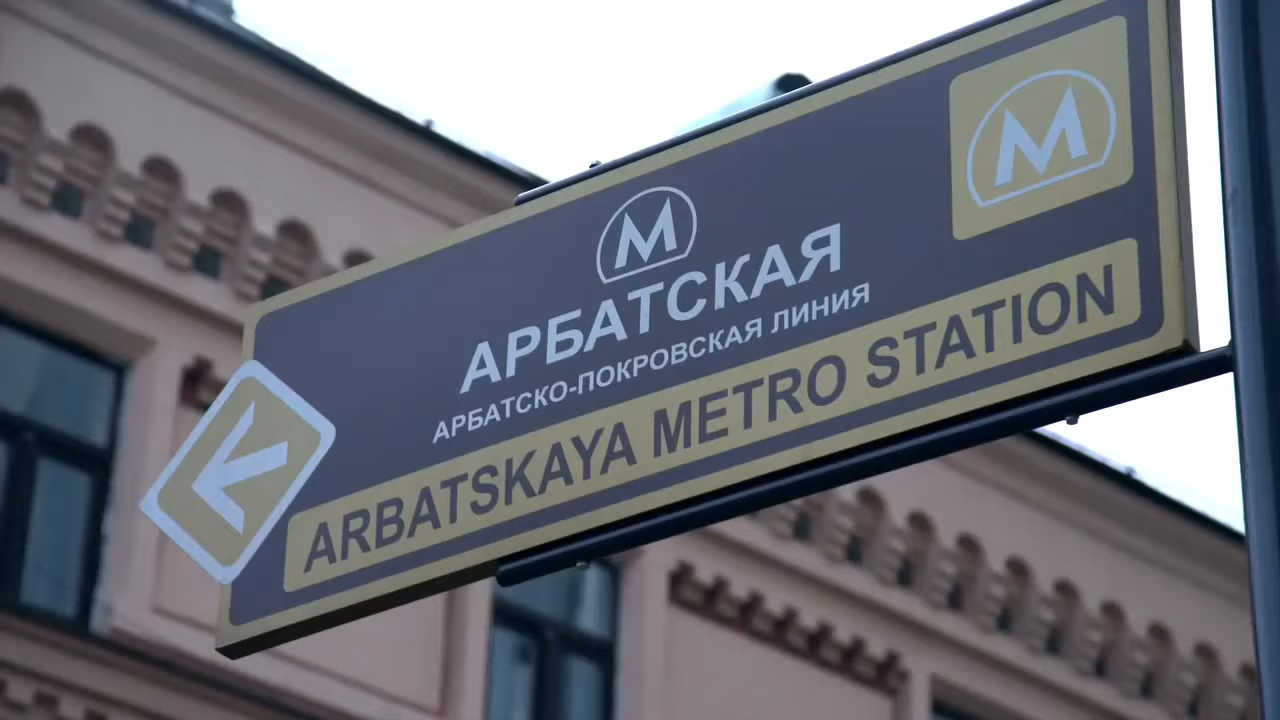 М
М
АРБАТСКАЯ
АРБАТСКО-ПОКРОВСКАЯ ЛИНИЯ
ARBATSKAYA METRO STATION